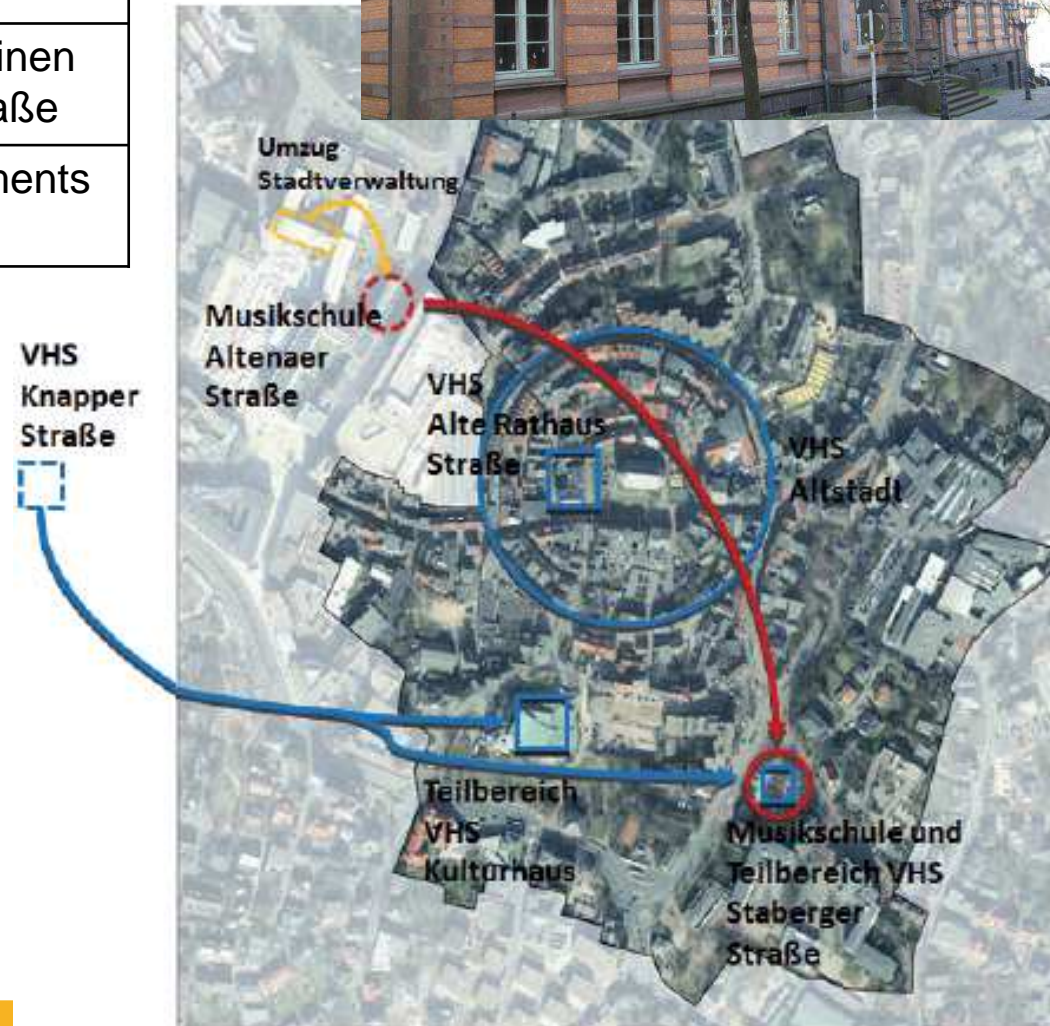 inen
aße
nents
Umzug
Stadtverwaltung
Musikschule
Altenaer
Straße
VHS
Knapper
Straße
VHS
Alte Rathaus
Straße
VHS
Altstadt
Teilbereich
VHS
Kulturhaus
Musikschule und
Teilbereich VHS
Staberger
Straße